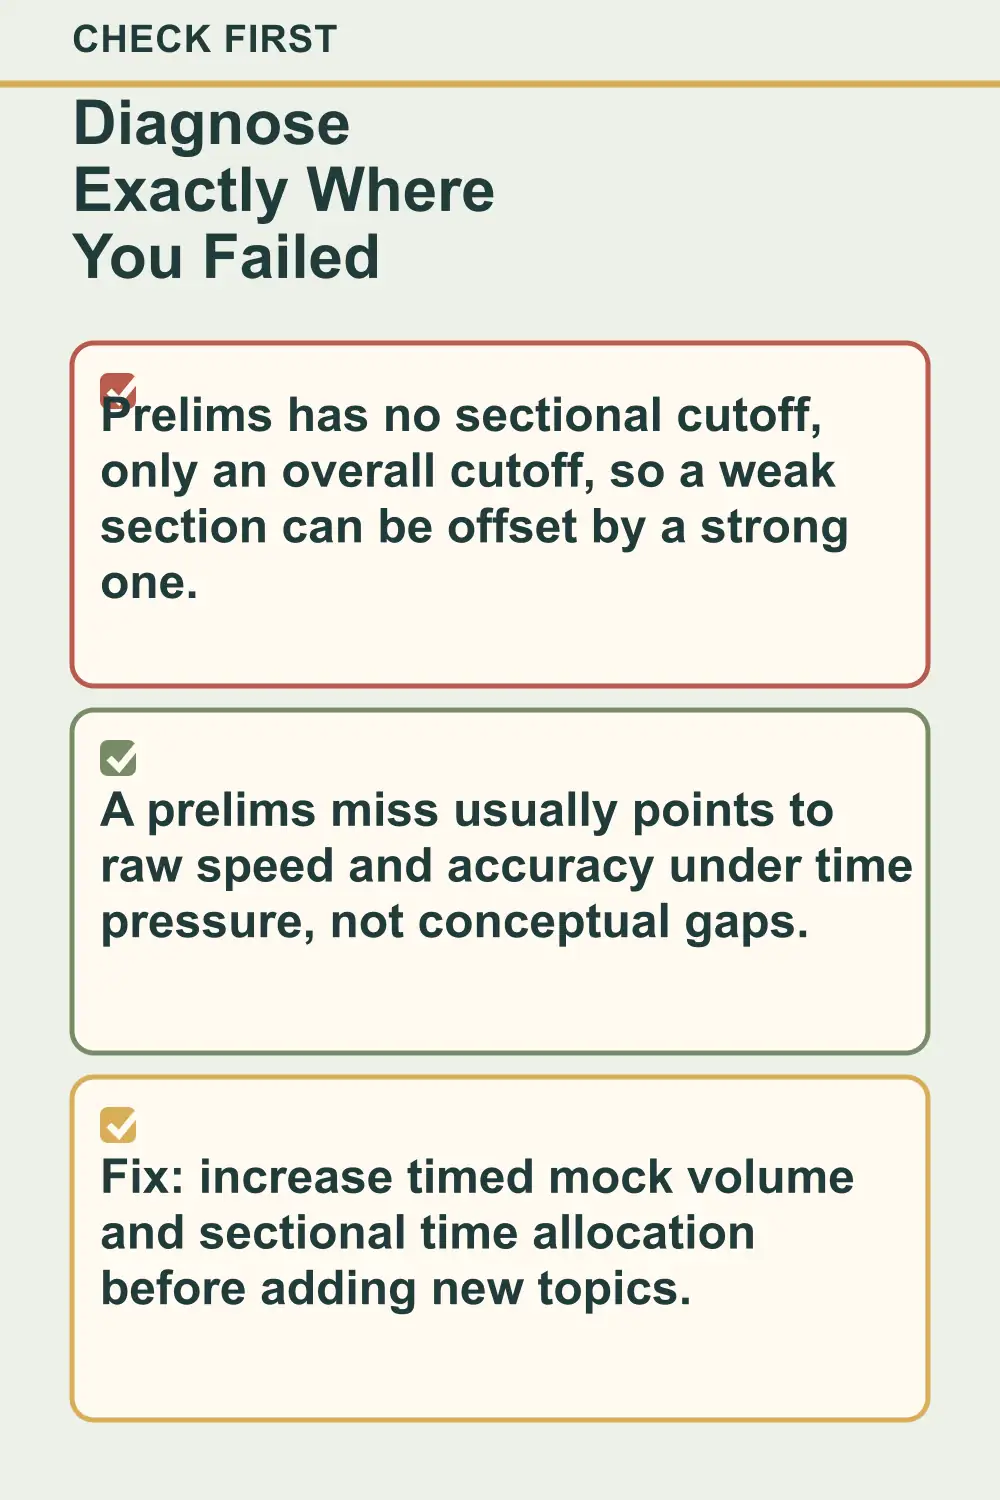 CHECK FIRST
Diagnose
Exactly Where
You Failed
Prelims has no sectional cutoff,
only an overall cutoff, so a weak
section can be offset by a strong
one.
A prelims miss usually points to
raw speed and accuracy under time
pressure, not conceptual gaps.
Fix: increase timed mock volume
and sectional time allocation
before adding new topics.